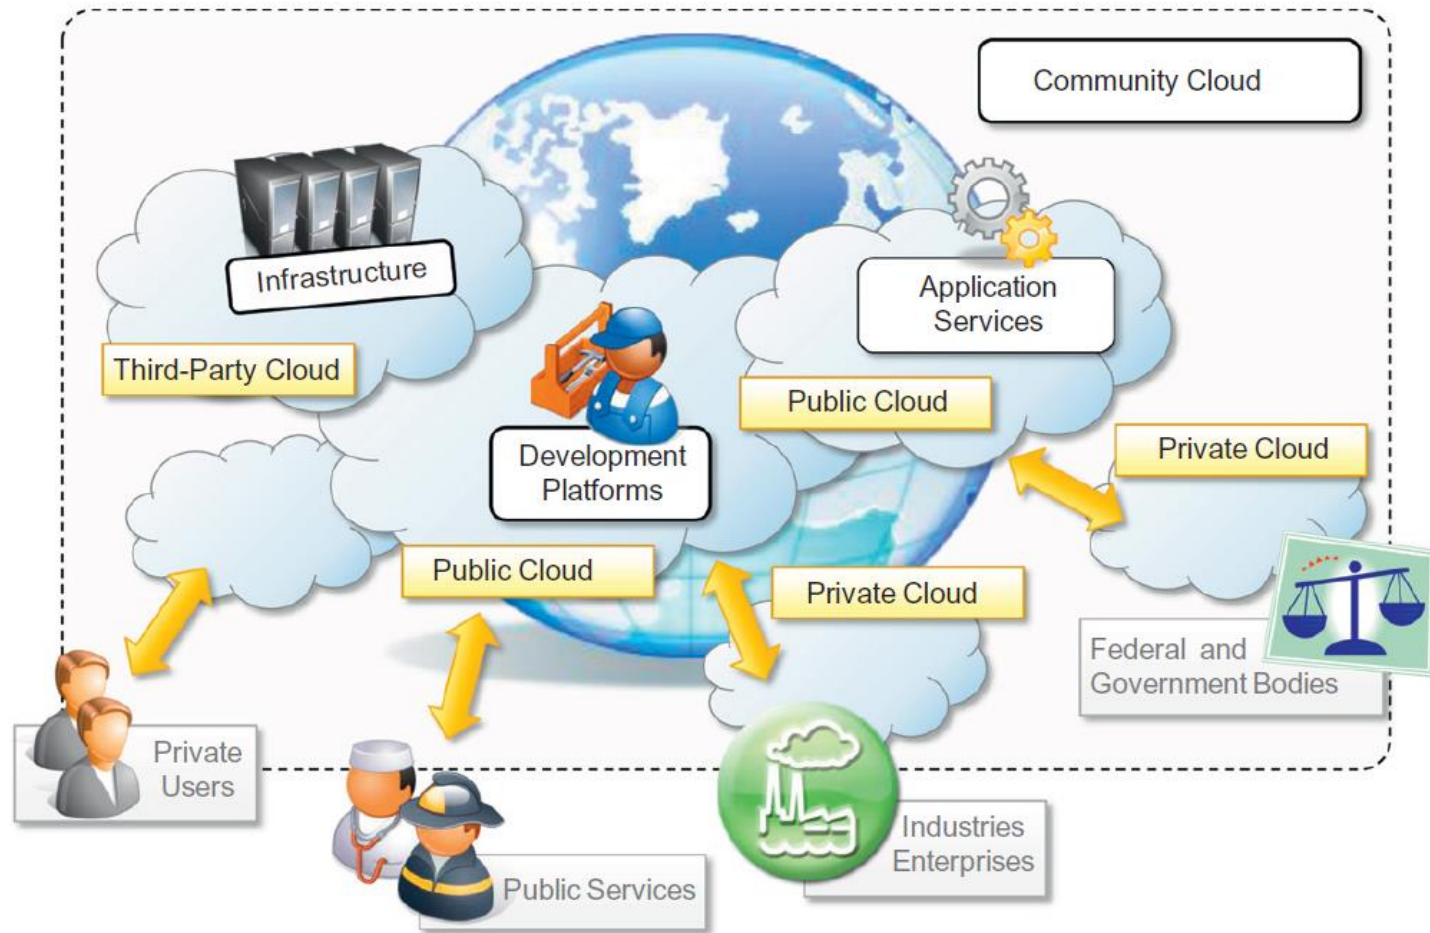 Community Cloud
Infrastructure
Application
Services
Third-Party Cloud
Public Cloud
Development
Platforms
Private Cloud
Public Cloud
Private Cloud
Federal and
Government Bodies
Private
Users
Industries
Enterprises
Public Services